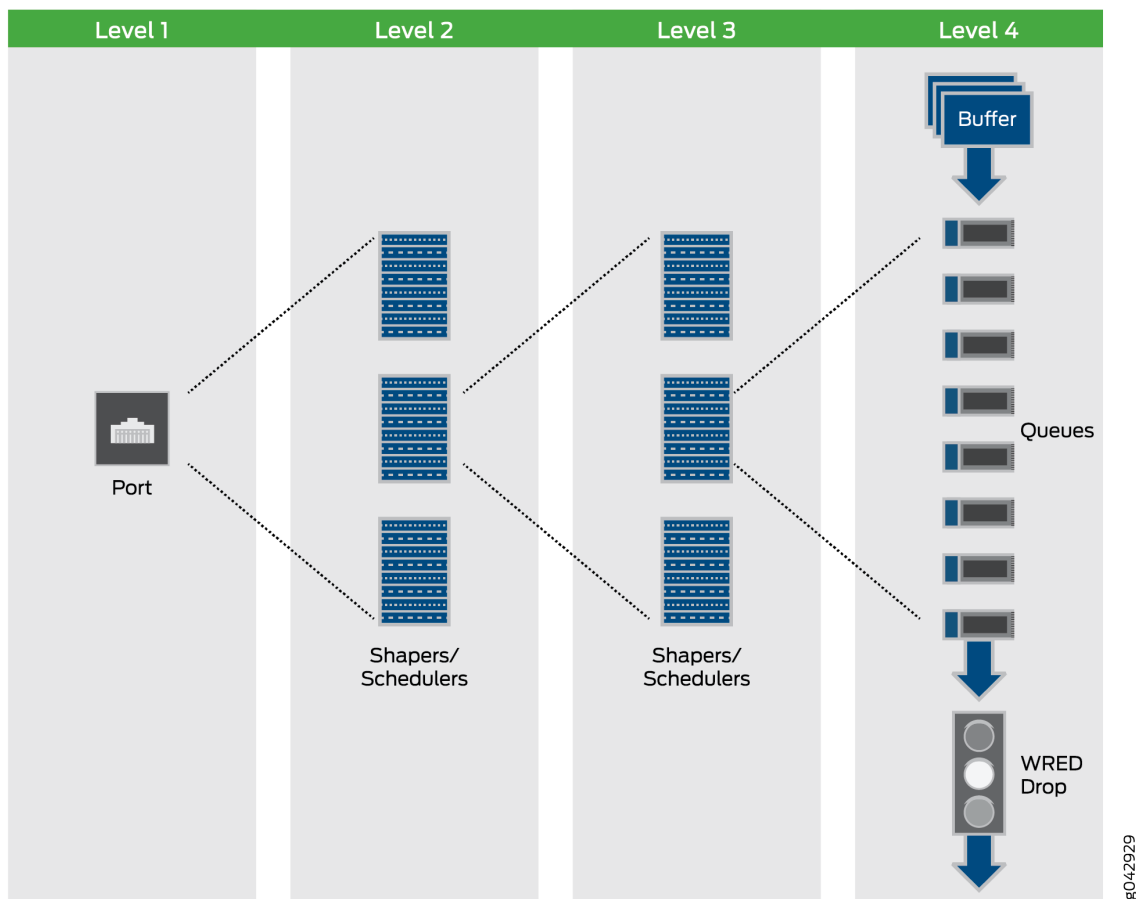 Level 1
Level 2
Level 3
Level 4
Buffer
Queues
Port
Shapers/
Schedulers
Shapers/
Schedulers
WRED
Drop
g042929